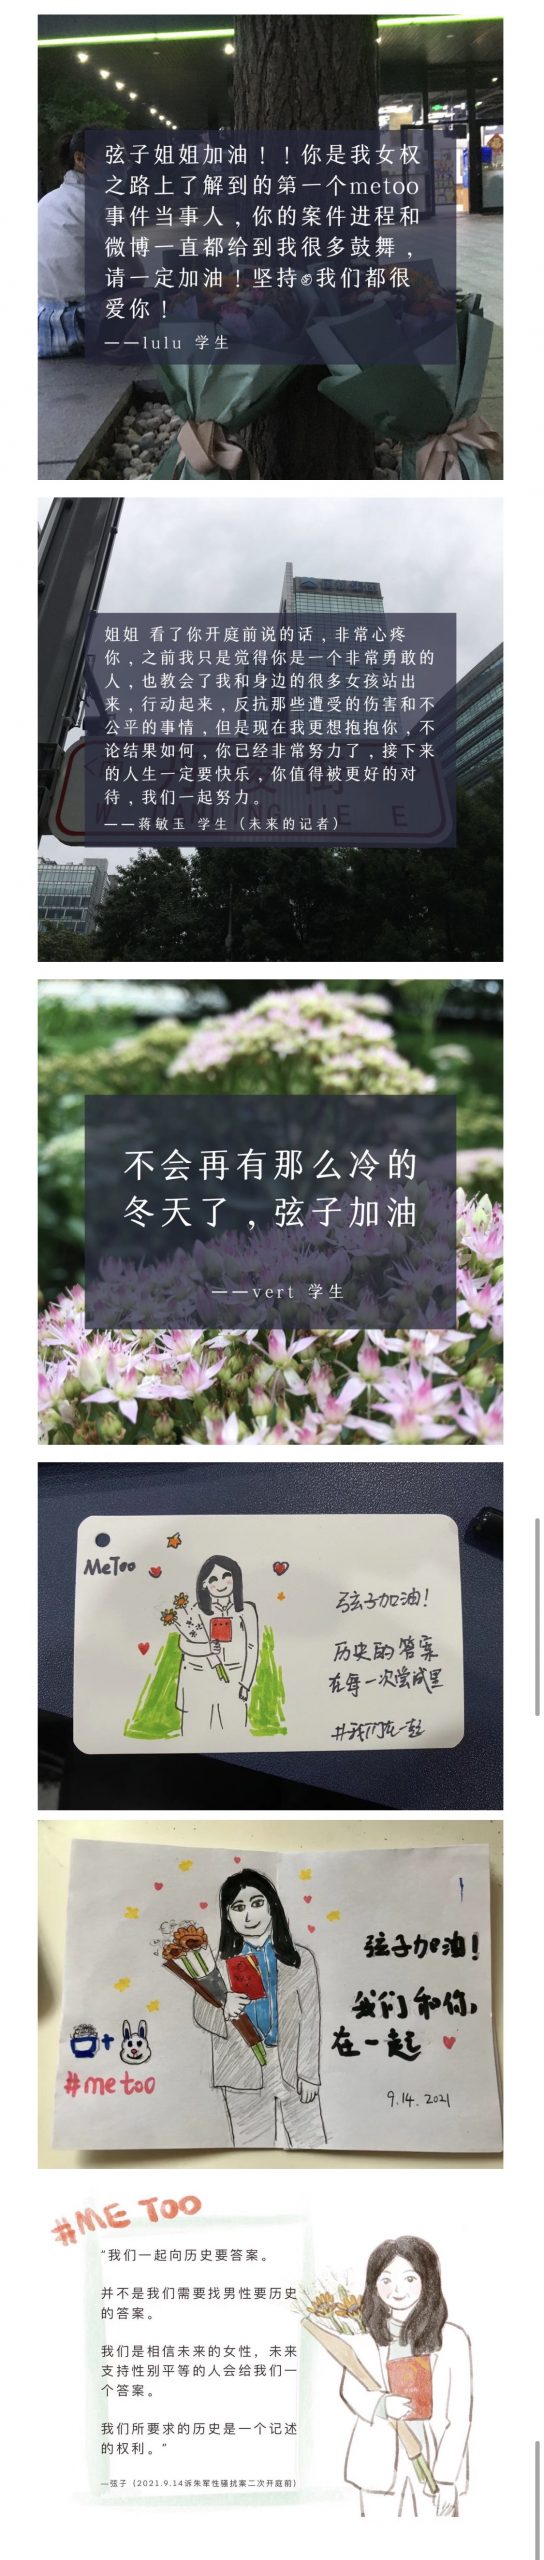 弦子姐姐加油！！你是我女权
之路上了解到的第一个metoo
事件当事人，你的案件进程和
微博一直都给到我很多鼓舞，
请一定加油！坚持✊我们都很
爱你！
——lulu 学生
姐姐 看了你开庭前说的话，非常心疼
你，之前我只是觉得你是一个非常勇敢的
人，也教会了我和身边的很多女孩站出
来，行动起来，反抗那些遭受的伤害和不
公平的事情，但是现在我更想抱抱你，不
论结果如何，你已经非常努力了，接下来
的人生一定要快乐，你值得被更好的对
待，我们一起努力。
——蒋敏玉 学生（未来的记者）
不会再有那么冷的
冬天了，弦子加油
——vert 学生
MeToo
弦子加油！
历史的答案
在每一次尝试里
#我们在一起
弦子加油！
我们和你，
在一起
#me too
9.14.2021
#ME TOO
“我们一起向历史要答案。
并不是我们需要找男性要历史
的答案。
我们是相信未来的女性，未来
支持性别平等的人会给我们一
个答案。
我们所要求的历史是一个记述
的权利。”
—弦子（2021.9.14诉朱军性骚扰案二次开庭前）